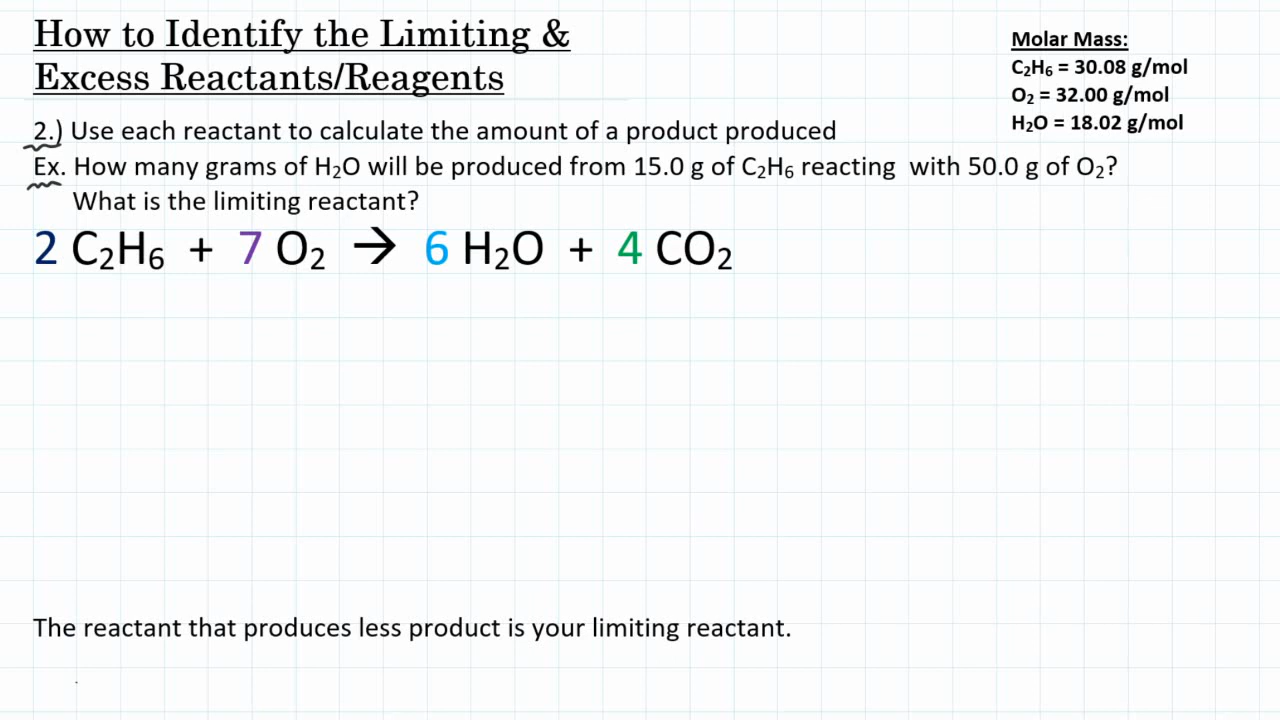 How to Identify the Limiting &
Excess Reactants/Reagents
Molar Mass:
C₂H₆ = 30.08 g/mol
O₂ = 32.00 g/mol
H₂O = 18.02 g/mol
2.) Use each reactant to calculate the amount of a product produced
Ex. How many grams of H₂O will be produced from 15.0 g of C₂H₆ reacting with 50.0 g of O₂?
What is the limiting reactant?
2 C₂H₆ + 7 O₂ → 6 H₂O + 4 CO₂
The reactant that produces less product is your limiting reactant.